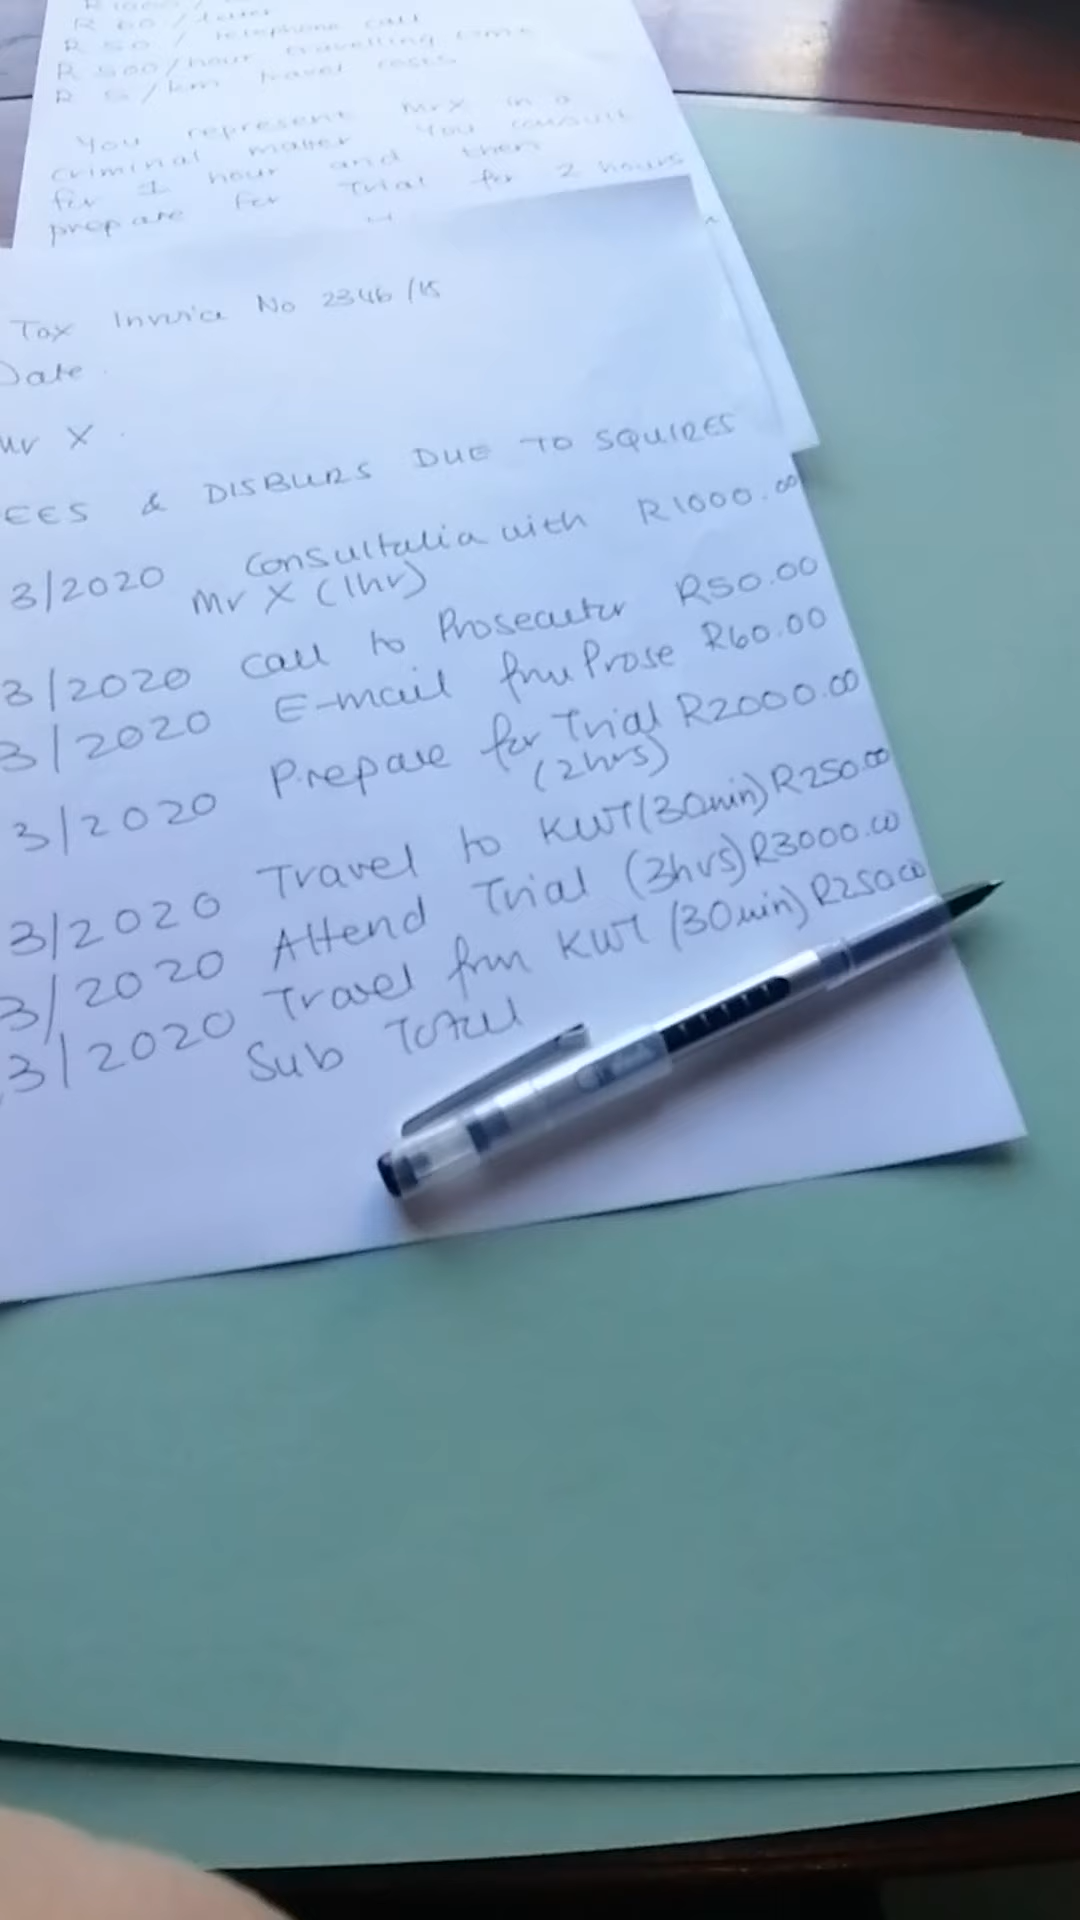 R 1000 /
R 60 / letter
R 50 / telephone call
R 500/hour travelling time
R 5/km travel costs
You represent Mr X in a
criminal matter You consult
for 1 hour and then
prepare for Trial for 2 hours
Tax Invoice No 2346/15
Date
Mr X.
EES & DISBURS DUE TO SQUIRES
3/2020 Consultatia with R1000.00
Mr X (1hr)
3/2020 call to Prosecutor R50.00
3/2020 E-mail from Prose R60.00
3/2020 Prepare for Trial R2000.00
(2hrs)
3/2020 Travel to KWT (30min) R250.00
3/2020 Attend Trial (3hrs) R3000.00
3/2020 Travel from KWT (30min) R250.00
Sub Total